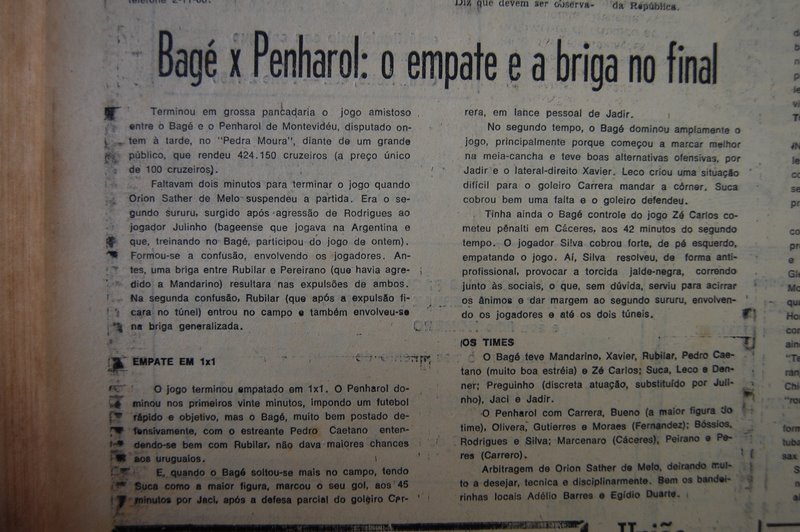 Diz que devem ser observa-
da República.
Bagé x Penharol: o empate e a briga no final
Terminou em grossa pancadaria o jogo amistoso
entre o Bagé e o Penharol de Montevidéu, disputado on-
tem à tarde, no "Pedra Moura", diante de um grande
público, que rendeu 424.150 cruzeiros (a preço único
de 100 cruzeiros).
Faltavam dois minutos para terminar o jogo quando
Orion Sather de Melo suspendeu a partida. Era o se-
gundo sururu, surgido após agressão de Rodrigues ao
jogador Julinho (bageense que jogava na Argentina e
que, treinando no Bagé, participou do jogo de ontem).
Formou-se a confusão, envolvendo os jogadores. An-
tes, uma briga entre Rubilar e Pereirano (que havia agre-
dido a Mandarino) resultara nas expulsões de ambos.
Na segunda confusão, Rubilar (que após a expulsão fi-
cara no túnel) entrou no campo e também envolveu-se
na briga generalizada.
EMPATE EM 1x1
O jogo terminou empatado em 1x1. O Penharol do-
minou nos primeiros vinte minutos, impondo um futebol
rápido e objetivo, mas o Bagé, muito bem postado de-
fensivamente, com o estreante Pedro Caetano enten-
dendo-se bem com Rubilar, não dava maiores chances
aos uruguaios.
E, quando o Bagé soltou-se mais no campo, tendo
Suca como a maior figura, marcou o seu gol, aos 45
minutos por Jaci, após a defesa parcial do goleiro Car-
rera, em lance pessoal de Jadir.
No segundo tempo, o Bagé dominou amplamente o
jogo, principalmente porque começou a marcar melhor
na meia-cancha e teve boas alternativas ofensivas, por
Jadir e o lateral-direito Xavier. Leco criou uma situação
difícil para o goleiro Carrera mandar a córner. Suca
cobrou bem uma falta e o goleiro defendeu.
Tinha ainda o Bagé controle do jogo Zé Carlos co-
meteu pênalti em Cáceres, aos 42 minutos do segundo
tempo. O jogador Silva cobrou forte, de pé esquerdo,
empatando o jogo. Aí, Silva resolveu, de forma anti-
profissional, provocar a torcida jalde-negra, correndo
junto às sociais, o que, sem dúvida, serviu para acirrar
os ânimos e dar margem ao segundo sururu, envolven-
do os jogadores e até os dois túneis.
OS TIMES
O Bagé teve Mandarino, Xavier, Rubilar, Pedro Cae-
tano (muito boa estréia) e Zé Carlos; Suca, Leco e Den-
ner; Preguinho (discreta atuação, substituído por Juli-
nho), Jaci e Jadir.
O Penharol com Carrera, Bueno (a maior figura do
time), Olivera, Gutierres e Moraes (Fernandez); Bóssios,
Rodrigues e Silva; Marcenaro (Cáceres), Peirano e Pe-
res (Carrero).
Arbitragem de Orion Sather de Melo, deirando mui-
to a desejar, tecnica e disciplinarmente. Bem os bandei-
rinhas locais Adélio Barres e Egídio Duarte.